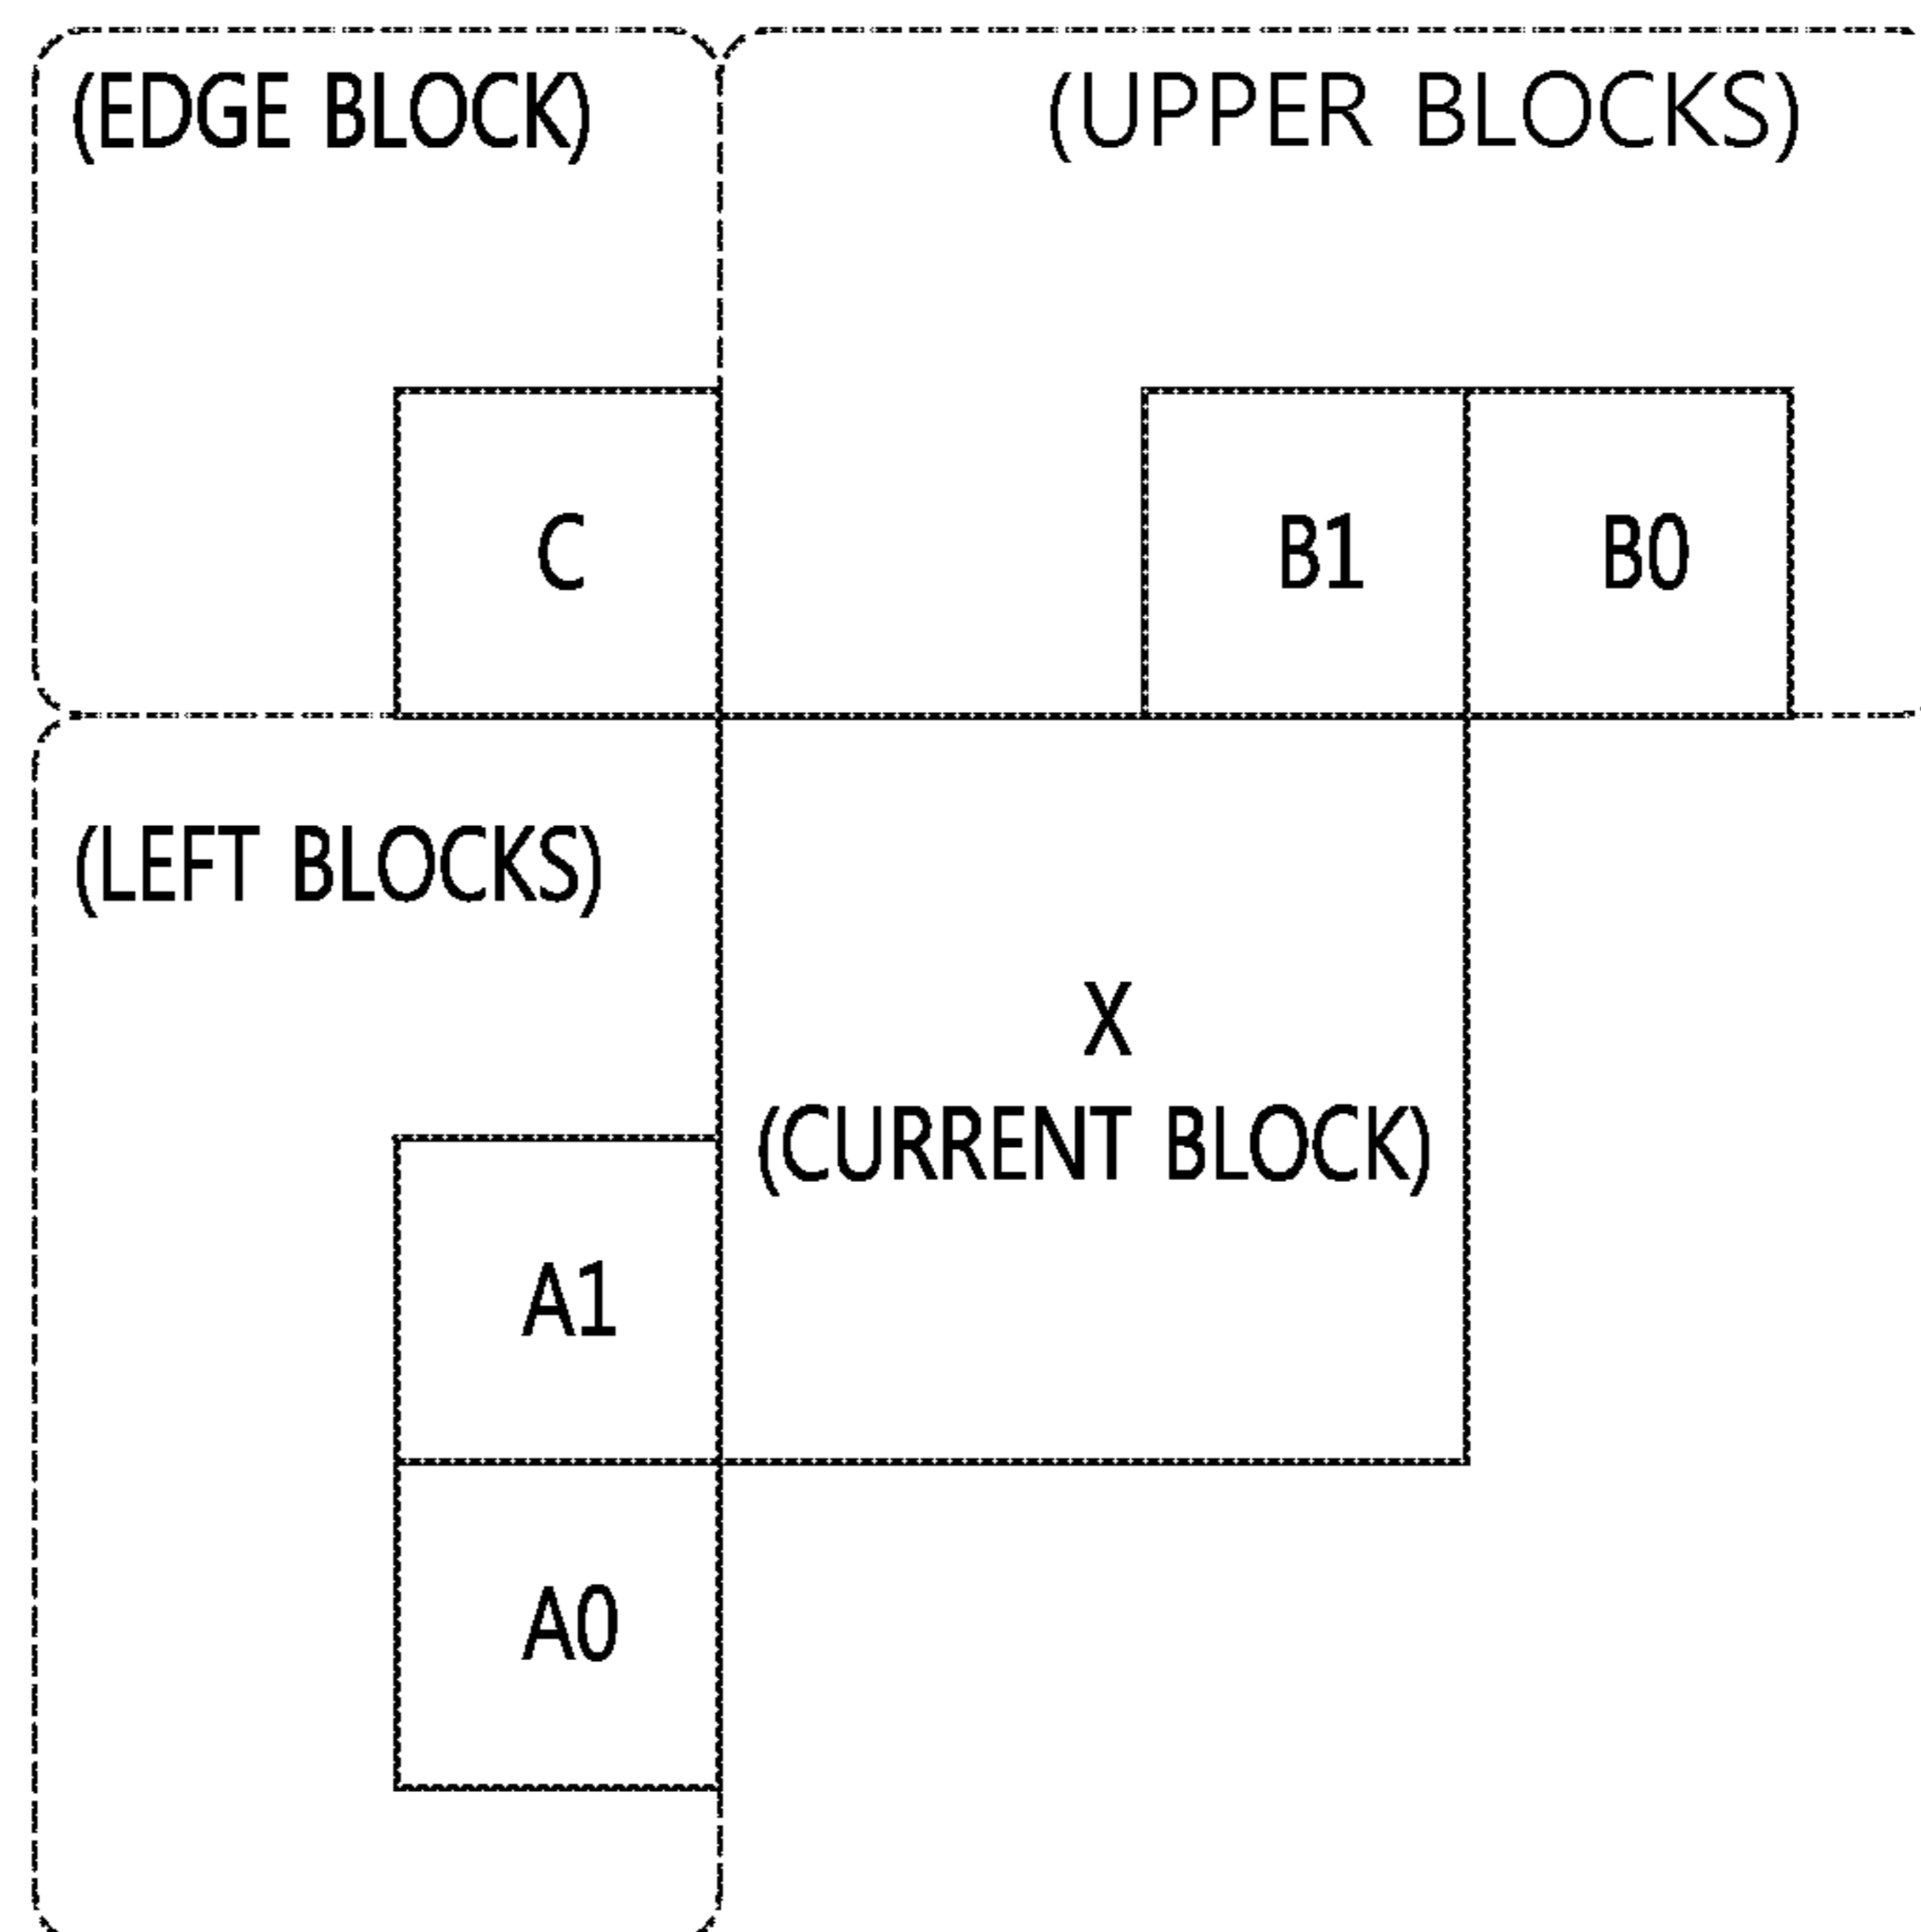 (EDGE BLOCK)
(UPPER BLOCKS)
C
B1
B0
(LEFT BLOCKS)
X
(CURRENT BLOCK)
A1
A0